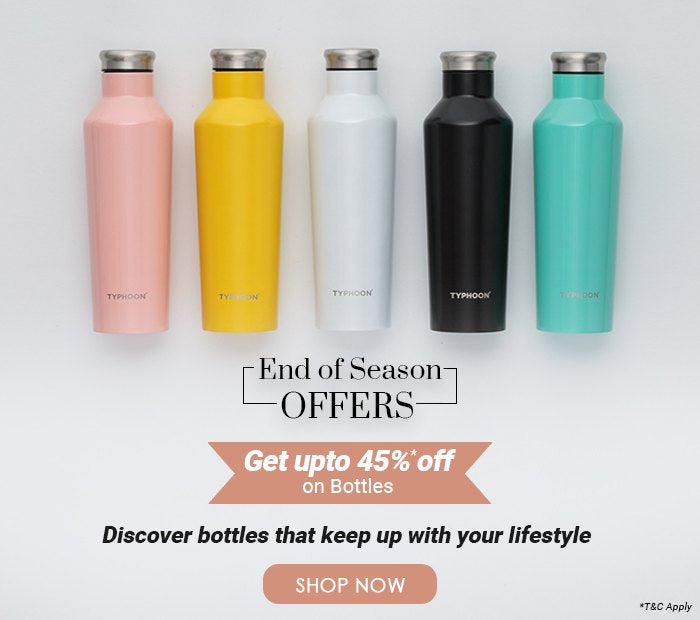 TYPHOON TYPHOON TYPHOON TYPHOON TYPHOON
End of Season
OFFERS
Get upto 45%* off
on Bottles
Discover bottles that keep up with your lifestyle
SHOP NOW
*T&C Apply